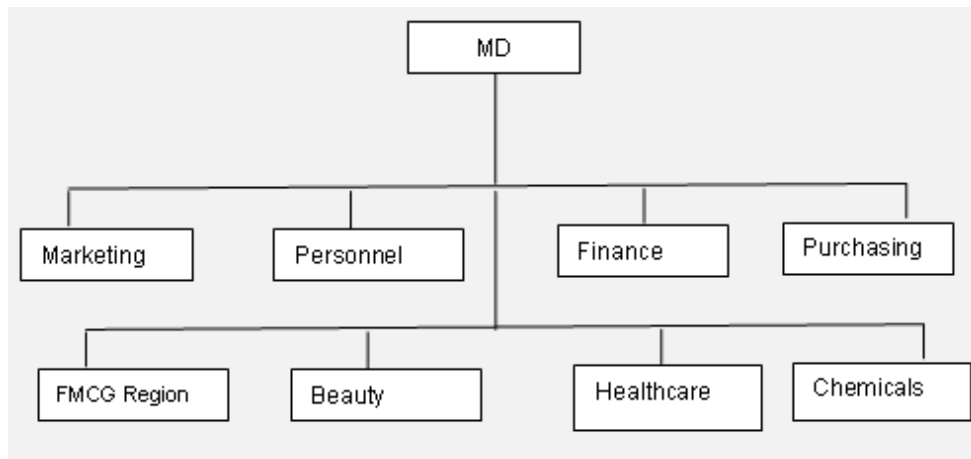 MD
Marketing
Personnel
Finance
Purchasing
FMCG Region
Beauty
Healthcare
Chemicals